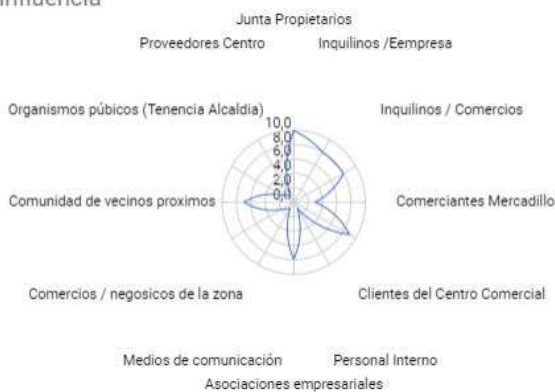 Influencia
Junta Propietarios
Proveedores Centro
Inquilinos /Eempresa
Organismos púbicos (Tenencia Alcaldia)
Inquilinos / Comercios
10,0
8,0
6,0
4,0
2,0
0,0
Comunidad de vecinos proximos
Comerciantes Mercadillo
Comercios / negosicos de la zona
Clientes del Centro Comercial
Medios de comunicación
Personal Interno
Asociaciones empresariales